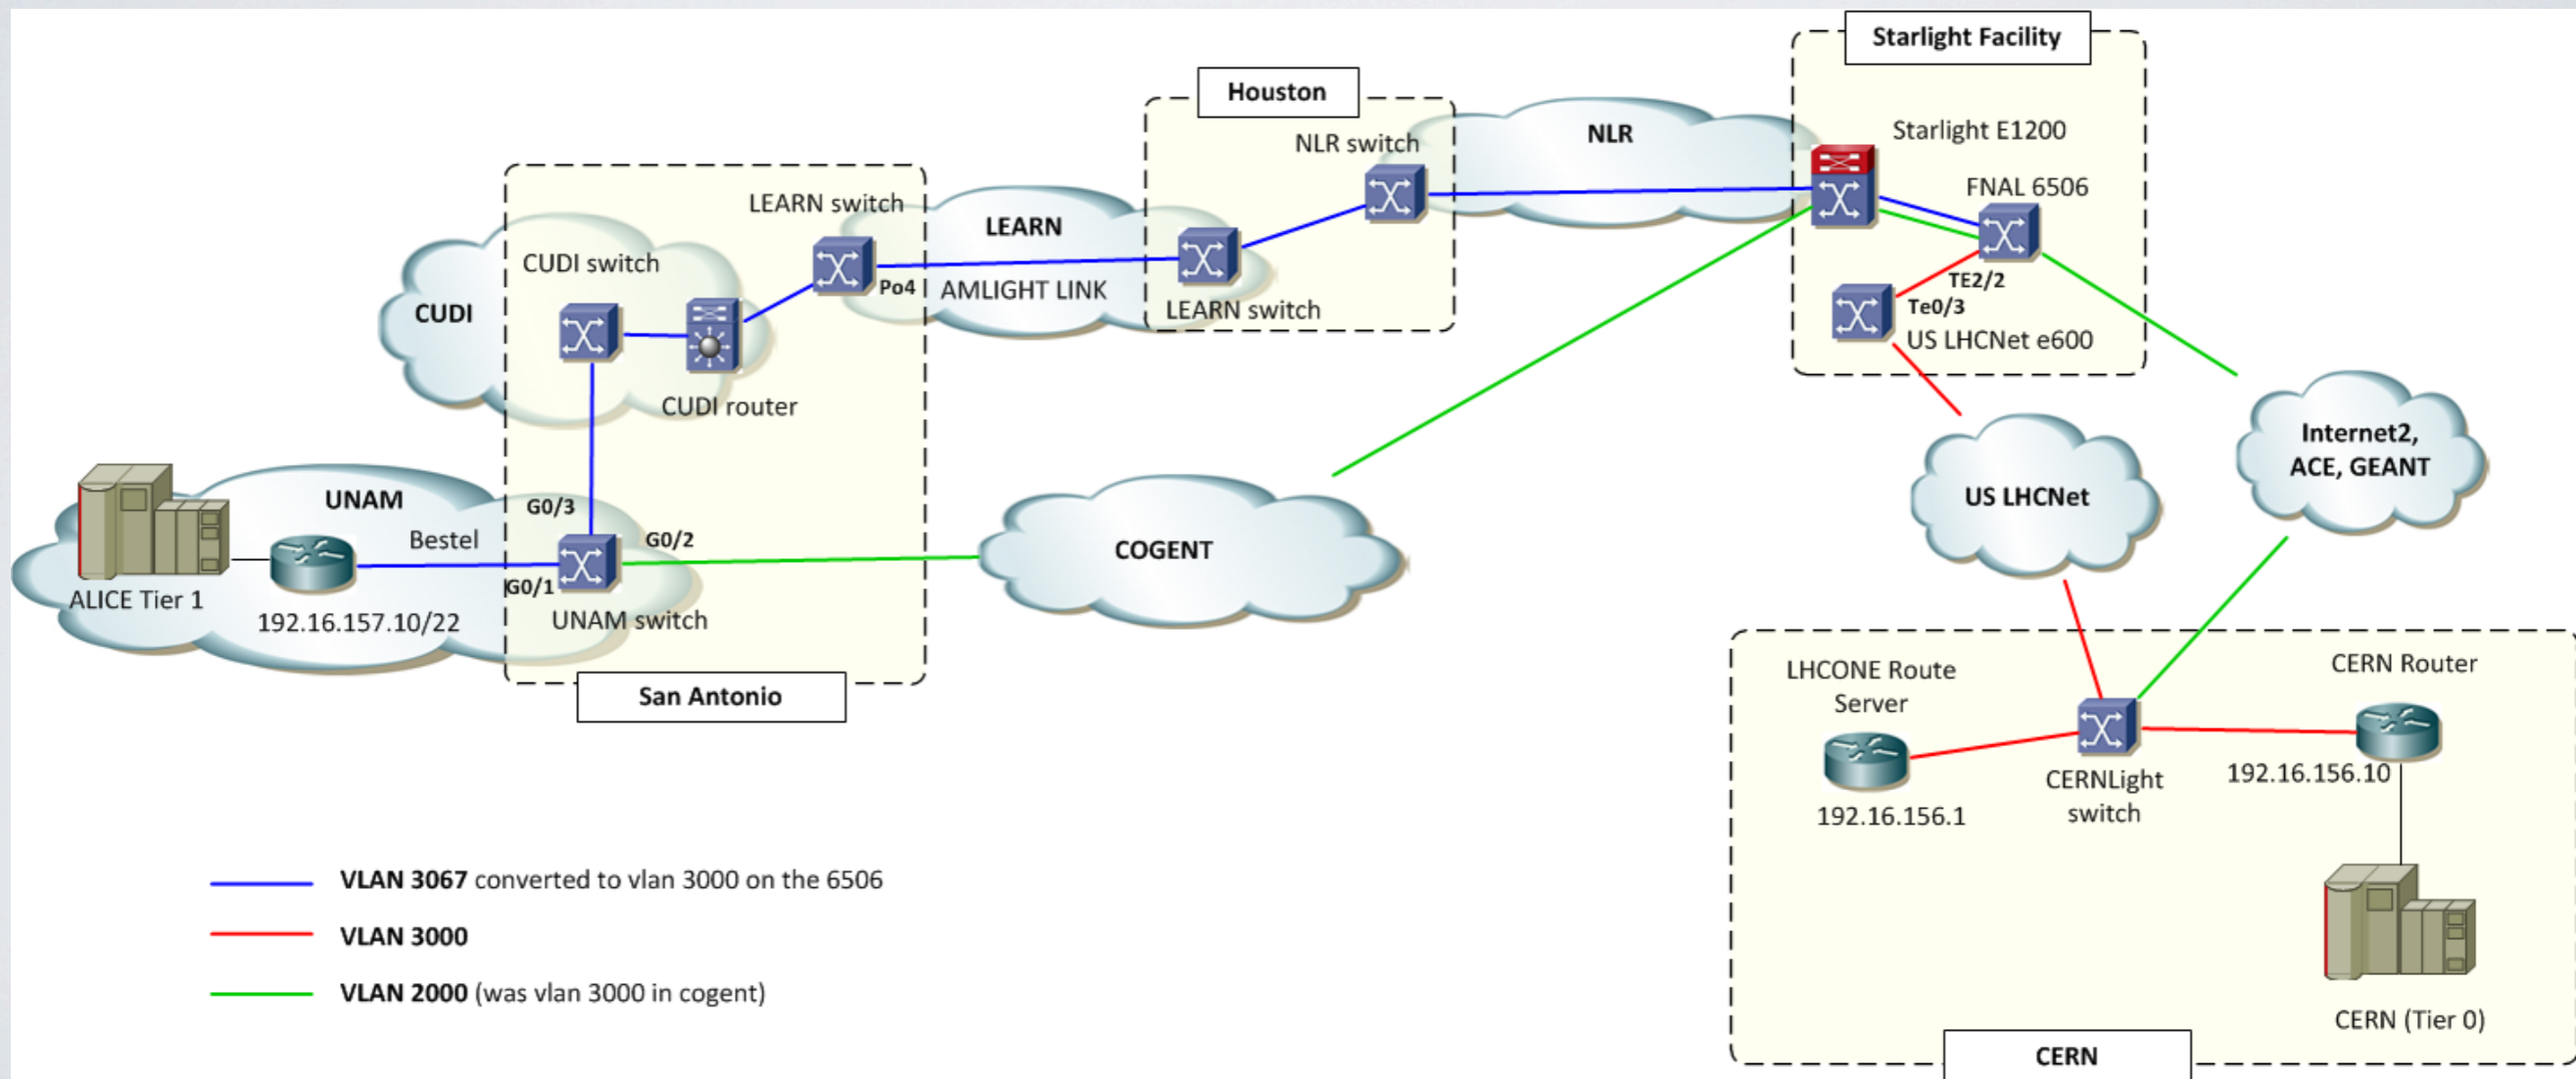 Starlight Facility
Houston
Starlight E1200
NLR switch
NLR
FNAL 6506
LEARN switch
LEARN
CUDI switch
TE2/2
Po4
AMLIGHT LINK
Te0/3
CUDI
LEARN switch
US LHCNet e600
CUDI router
Internet2,
ACE, GEANT
UNAM
G0/3
US LHCNet
Bestel
G0/2
COGENT
G0/1
ALICE Tier 1
192.16.157.10/22
UNAM switch
San Antonio
LHCONE Route
Server
CERN Router
192.16.156.10
CERNLight
switch
192.16.156.1
VLAN 3067 converted to vlan 3000 on the 6506
VLAN 3000
VLAN 2000 (was vlan 3000 in cogent)
CERN (Tier 0)
CERN